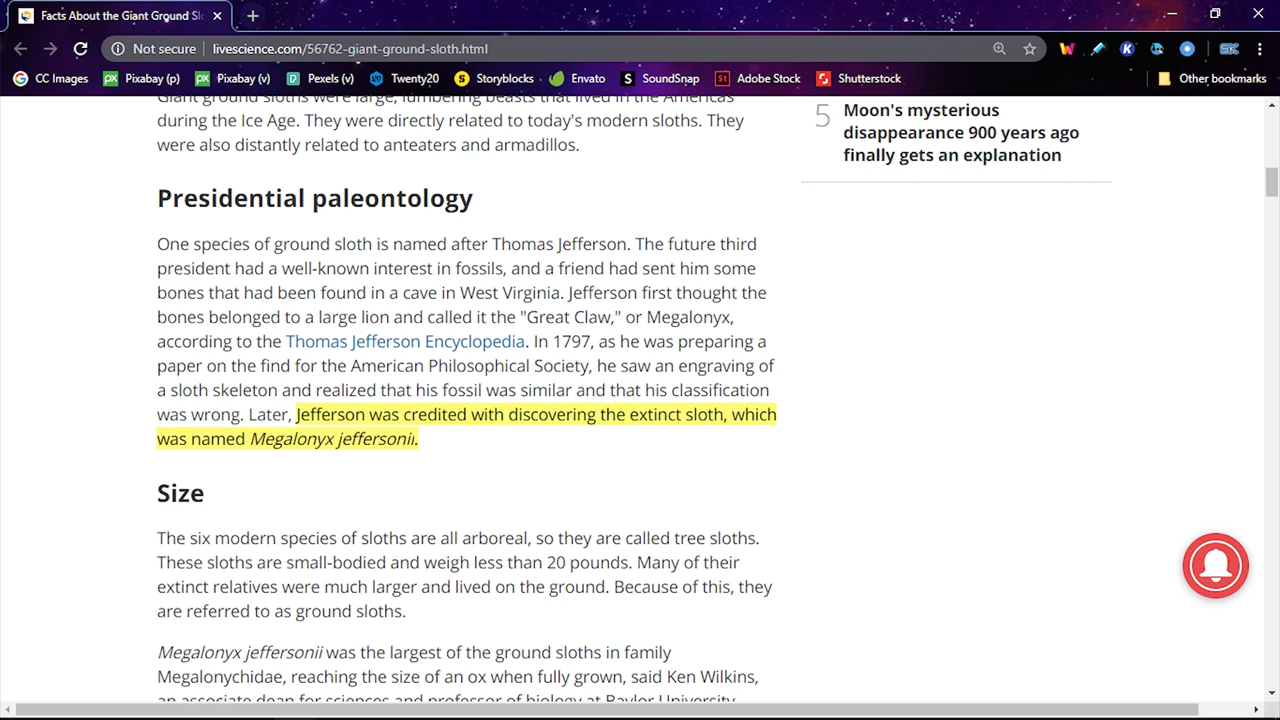 Facts About the Giant Ground Slo
Not secure
livescience.com/56762-giant-ground-sloth.html
CC Images
Pixabay (p)
Pixabay (v)
Pexels (v)
Twenty20
Storyblocks
Envato
SoundSnap
Adobe Stock
Shutterstock
Other bookmarks
Giant ground sloths were large, lumbering beasts that lived in the Americas
during the Ice Age. They were directly related to today's modern sloths. They
were also distantly related to anteaters and armadillos.
5
Moon's mysterious
disappearance 900 years ago
finally gets an explanation
Presidential paleontology
One species of ground sloth is named after Thomas Jefferson. The future third
president had a well-known interest in fossils, and a friend had sent him some
bones that had been found in a cave in West Virginia. Jefferson first thought the
bones belonged to a large lion and called it the "Great Claw," or Megalonyx,
according to the Thomas Jefferson Encyclopedia. In 1797, as he was preparing a
paper on the find for the American Philosophical Society, he saw an engraving of
a sloth skeleton and realized that his fossil was similar and that his classification
was wrong. Later, Jefferson was credited with discovering the extinct sloth, which
was named Megalonyx jeffersonii.
Size
The six modern species of sloths are all arboreal, so they are called tree sloths.
These sloths are small-bodied and weigh less than 20 pounds. Many of their
extinct relatives were much larger and lived on the ground. Because of this, they
are referred to as ground sloths.
Megalonyx jeffersonii was the largest of the ground sloths in family
Megalonychidae, reaching the size of an ox when fully grown, said Ken Wilkins,
an associate dean for sciences and professor of biology at Baylor University